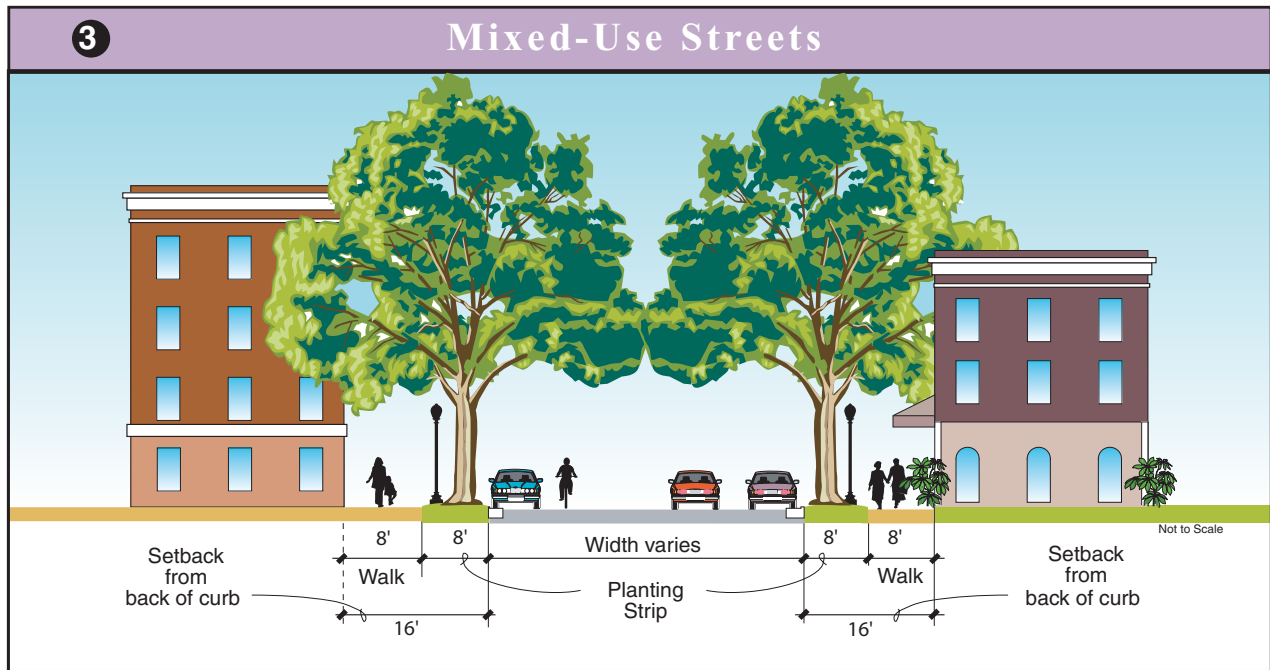 3
Mixed-Use Streets
Not to Scale
8'
8'
Width varies
8'
8'
Setback
from
back of curb
Walk
Planting
Strip
Walk
Setback
from
back of curb
16'
16'